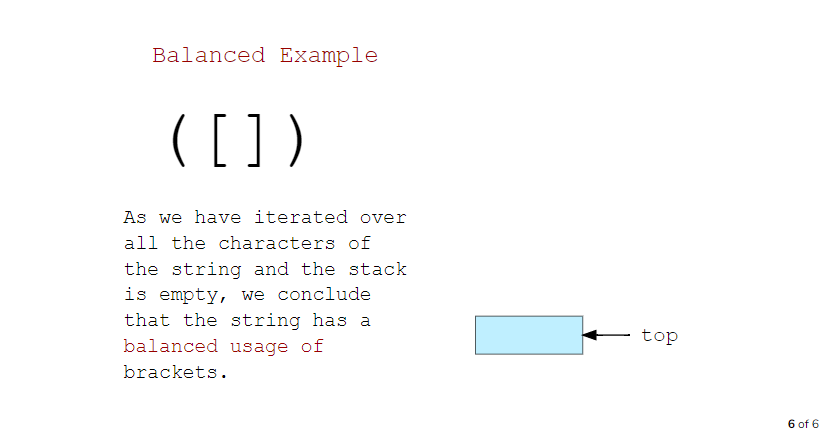 Balanced Example
([])
As we have iterated over
all the characters of
the string and the stack
is empty, we conclude
that the string has a
balanced usage of
brackets.
top
6 of 6